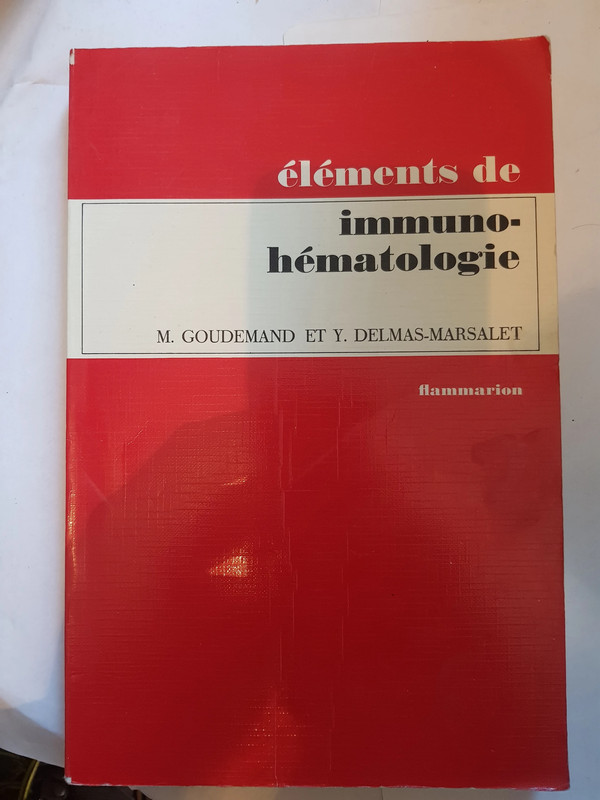 éléments de
immuno-
hématologie
M. GOUDEMAND ET Y. DELMAS-MARSALET
flammarion